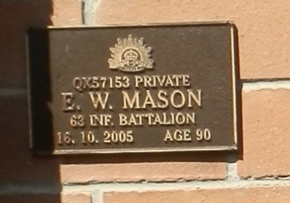 QX57153 PRIVATE
E. W. MASON
63 INF. BATTALION
16. 10. 2005 AGE 90